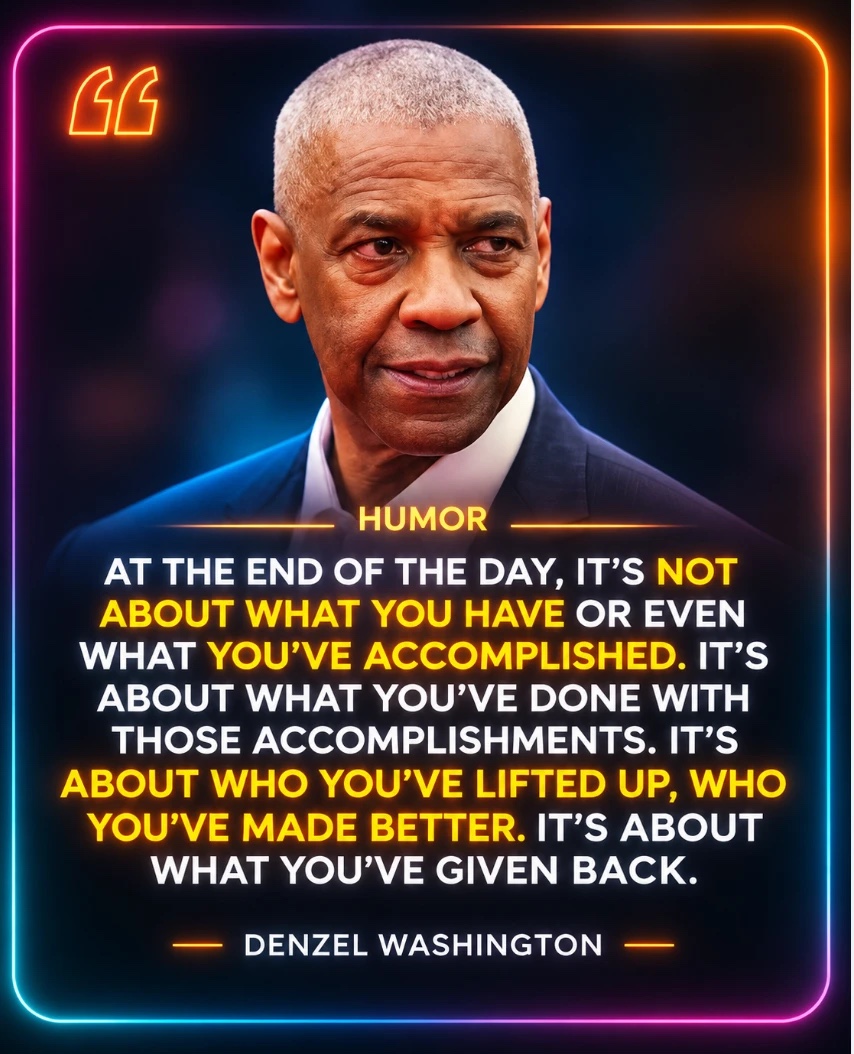 “
HUMOR
AT THE END OF THE DAY, IT’S NOT
ABOUT WHAT YOU HAVE OR EVEN
WHAT YOU’VE ACCOMPLISHED. IT’S
ABOUT WHAT YOU’VE DONE WITH
THOSE ACCOMPLISHMENTS. IT’S
ABOUT WHO YOU’VE LIFTED UP, WHO
YOU’VE MADE BETTER. IT’S ABOUT
WHAT YOU’VE GIVEN BACK.
DENZEL WASHINGTON